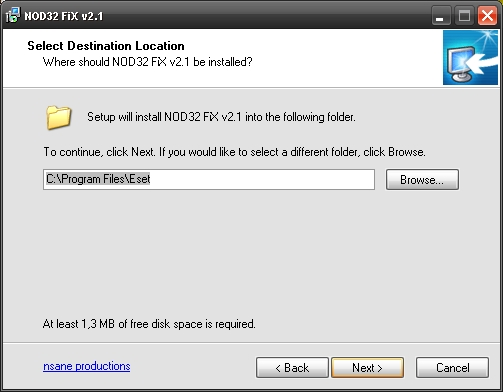 NOD32 FiX v2.1
Select Destination Location
Where should NOD32 FiX v2.1 be installed?
Setup will install NOD32 FiX v2.1 into the following folder.
To continue, click Next. If you would like to select a different folder, click Browse.
C:\Program Files\Eset
Browse...
At least 1,3 MB of free disk space is required.
nsane productions
< Back
Next >
Cancel